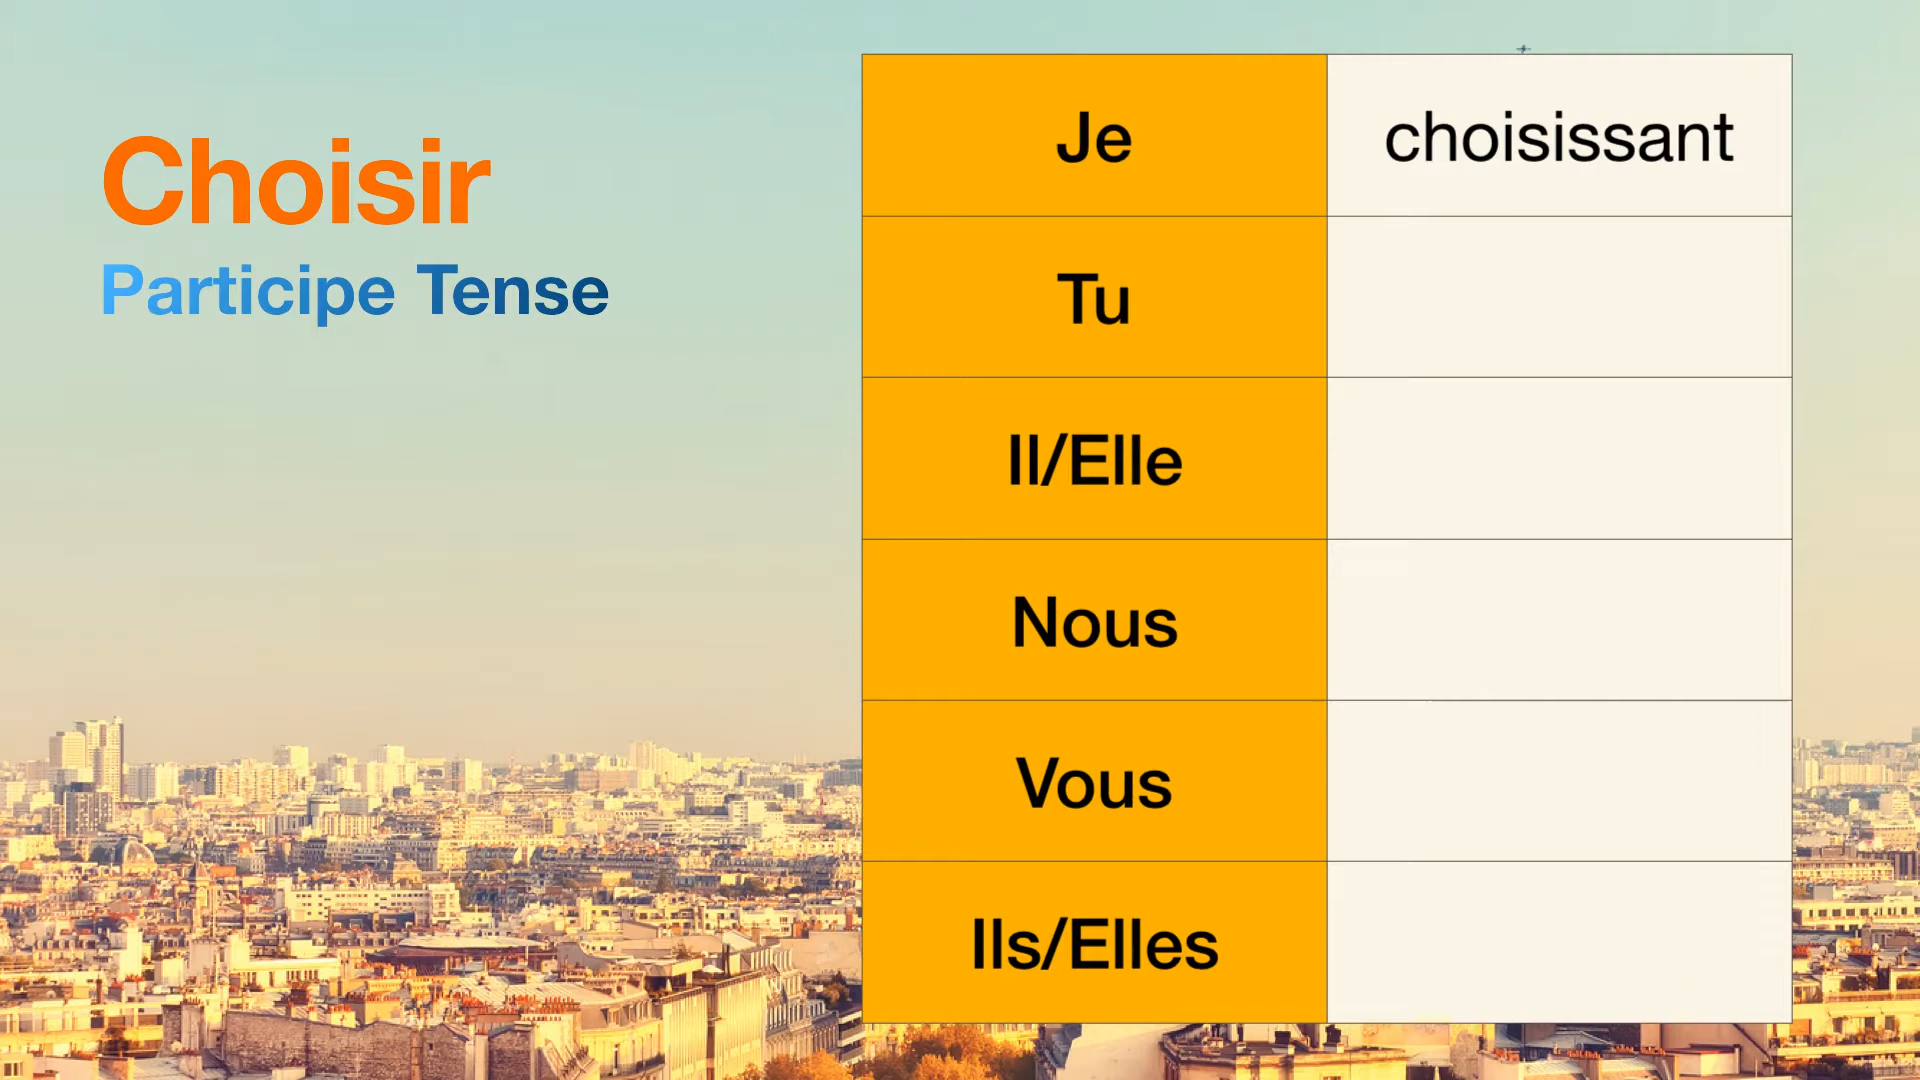 Choisir
Participe Tense
Je choisissant
Tu
Il/Elle
Nous
Vous
Ils/Elles